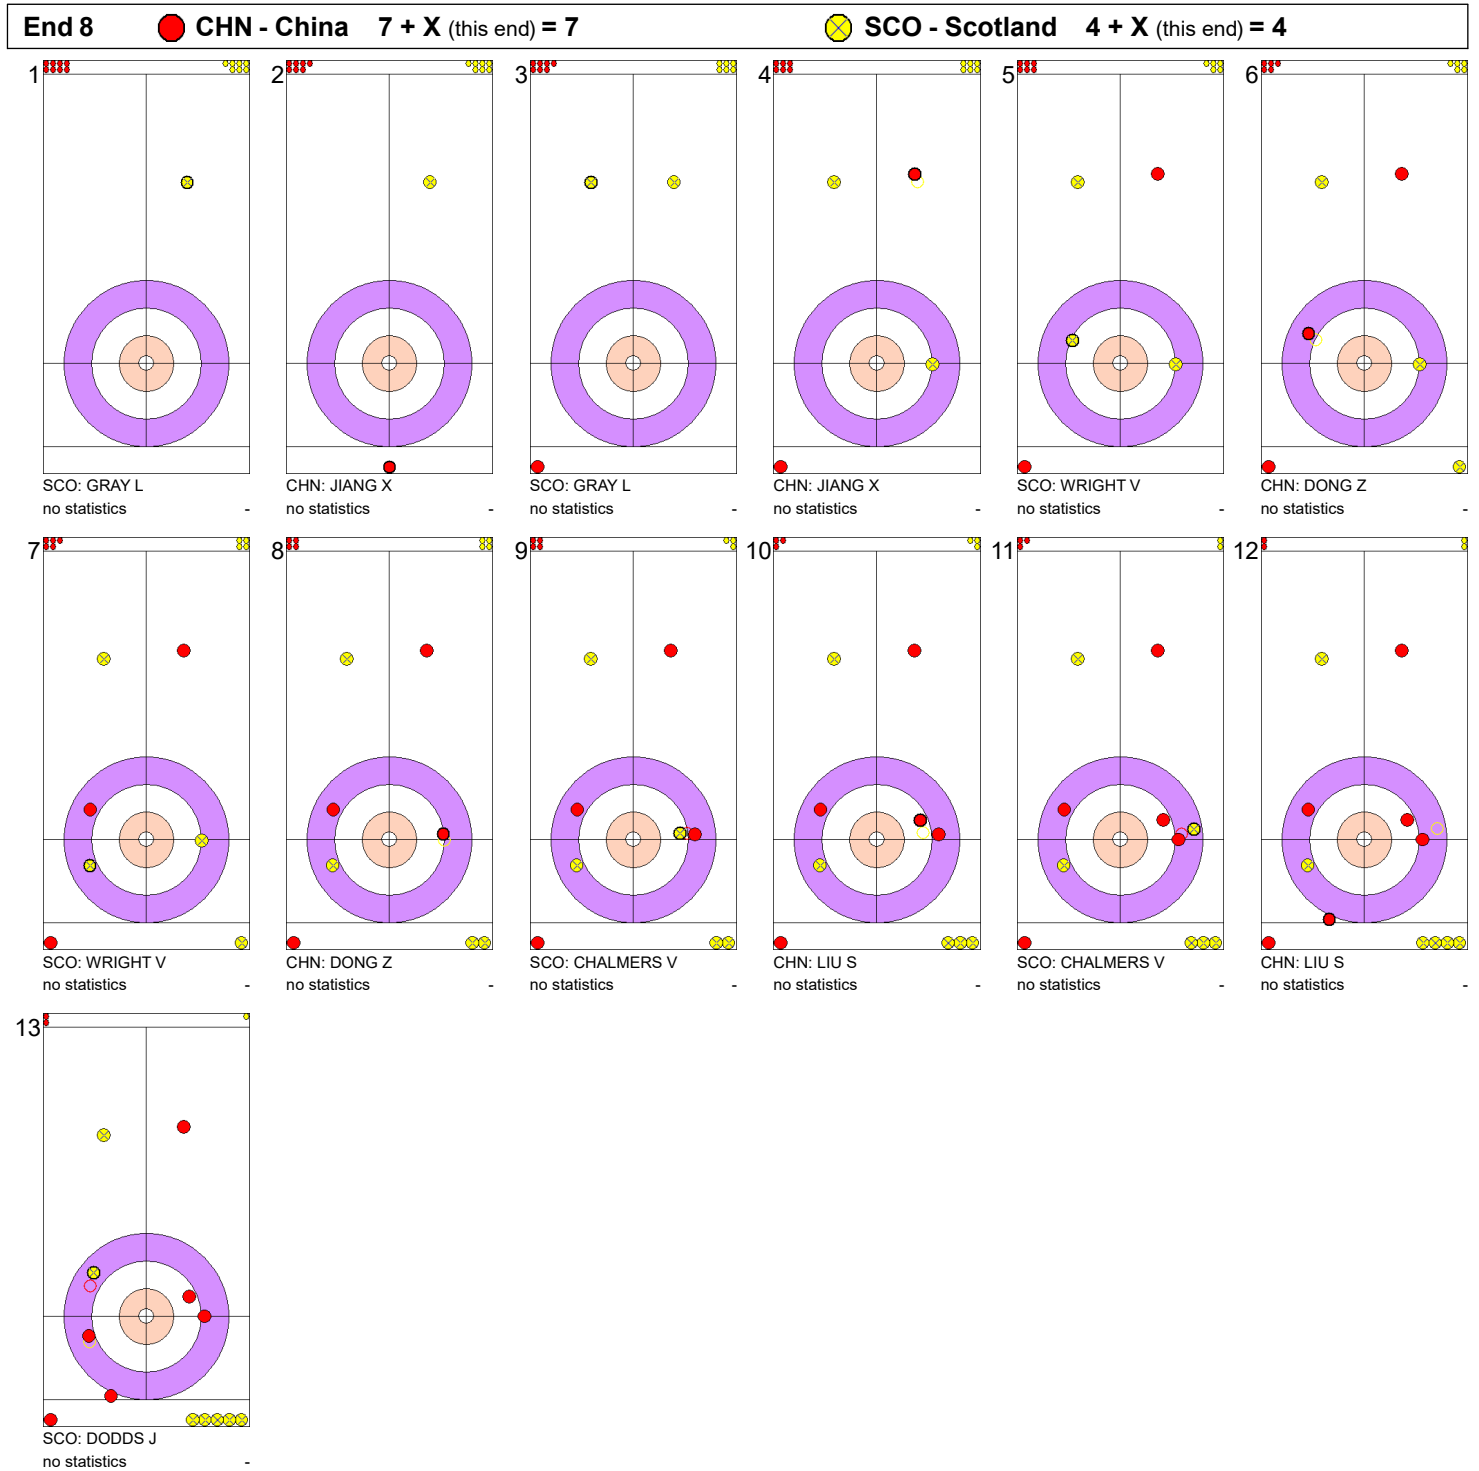 End 8 CHN - China 7 + X (this end) = 7 SCO - Scotland 4 + X (this end) = 4
1 2 3 4 5 6
SCO: GRAY L CHN: JIANG X SCO: GRAY L CHN: JIANG X SCO: WRIGHT V CHN: DONG Z
no statistics - no statistics - no statistics - no statistics - no statistics - no statistics -
7 8 9 10 11 12
SCO: WRIGHT V CHN: DONG Z SCO: CHALMERS V CHN: LIU S SCO: CHALMERS V CHN: LIU S
no statistics - no statistics - no statistics - no statistics - no statistics - no statistics -
13
SCO: DODDS J
no statistics -